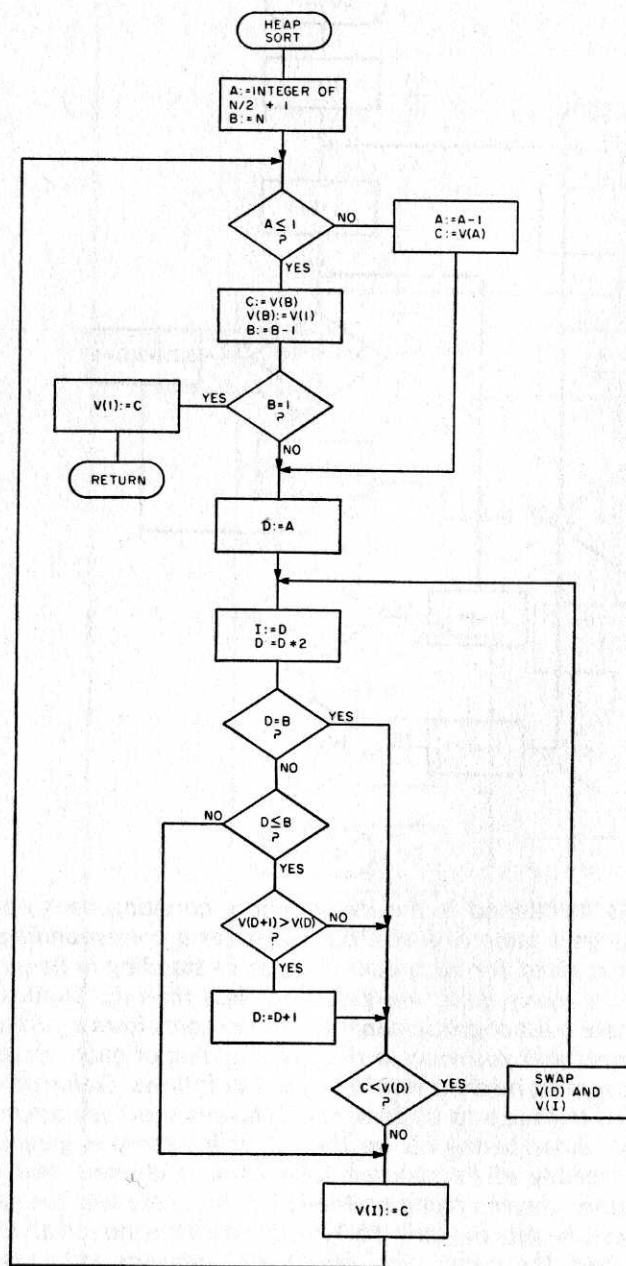 HEAP
SORT
A:=INTEGER OF
N/2 + 1
B:=N
A≤1
?
NO
A:=A-1
C:=V(A)
YES
C:=V(B)
V(B):=V(1)
B:=B-1
V(1):=C
YES
B=1
?
NO
RETURN
D:=A
I:=D
D:=D*2
D=B
?
YES
NO
NO
D≤B
?
YES
V(D+1)>V(D)
?
NO
YES
D:=D+1
C<V(D)
?
YES
SWAP
V(D) AND
V(I)
NO
V(I):=C